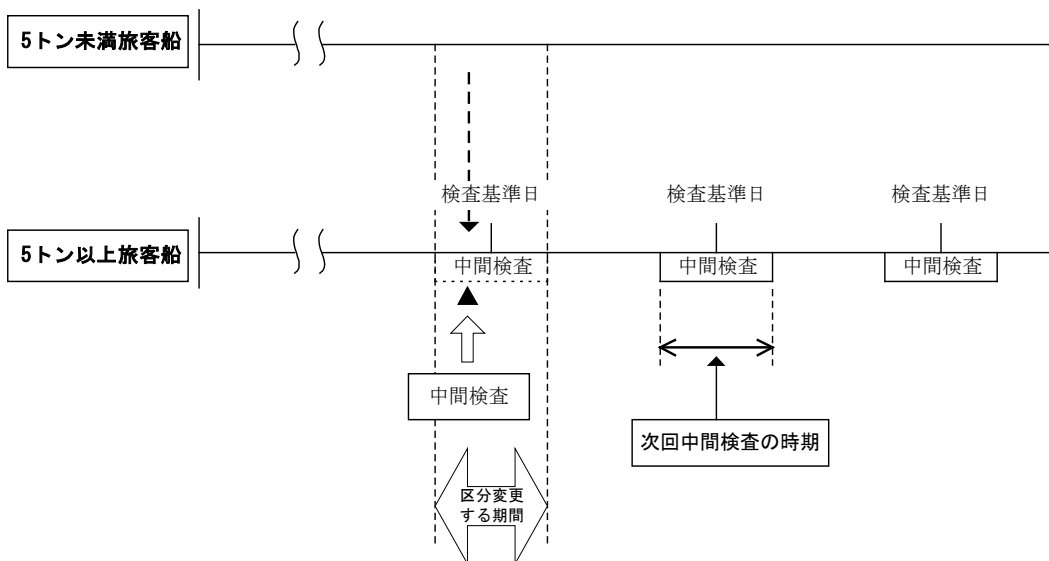 5トン未満旅客船
検査基準日
検査基準日
検査基準日
5トン以上旅客船
中間検査
中間検査
中間検査
中間検査
次回中間検査の時期
区分変更
する期間